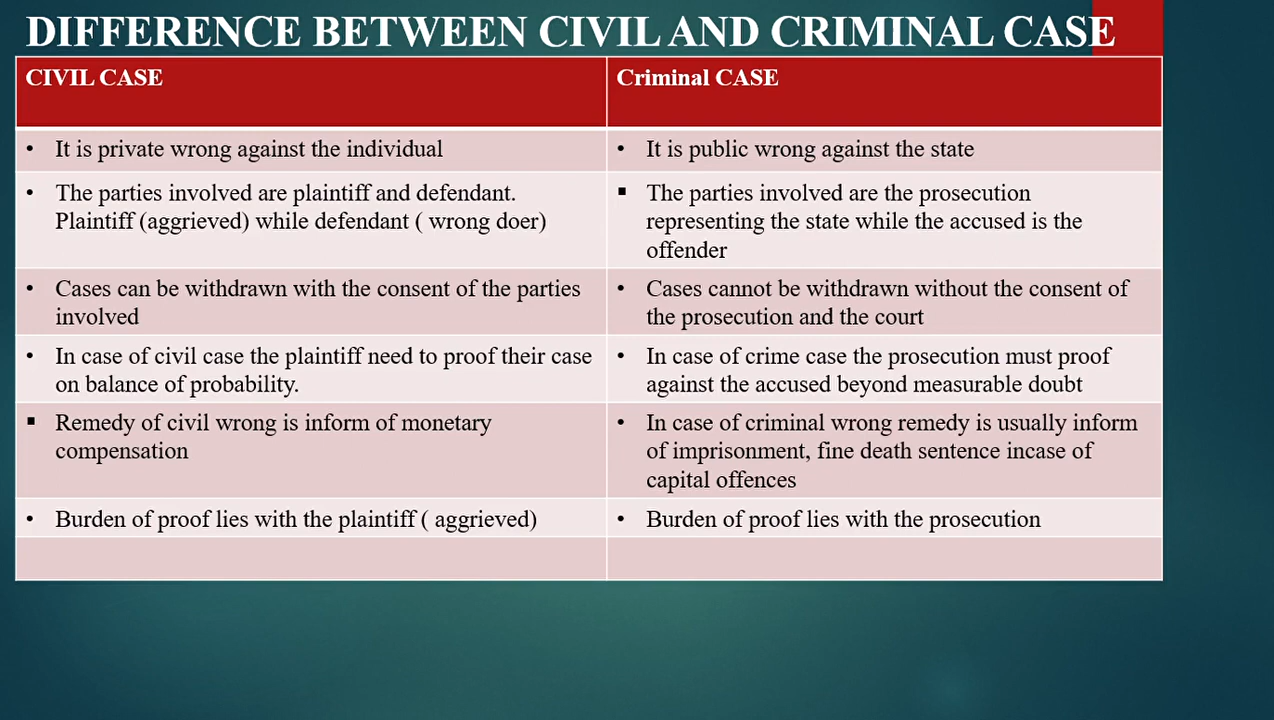 DIFFERENCE BETWEEN CIVIL AND CRIMINAL CASE
CIVIL CASE
Criminal CASE
• It is private wrong against the individual
• It is public wrong against the state
• The parties involved are plaintiff and defendant.
Plaintiff (aggrieved) while defendant ( wrong doer)
▪ The parties involved are the prosecution
representing the state while the accused is the
offender
• Cases can be withdrawn with the consent of the parties
involved
• Cases cannot be withdrawn without the consent of
the prosecution and the court
• In case of civil case the plaintiff need to proof their case
on balance of probability.
• In case of crime case the prosecution must proof
against the accused beyond measurable doubt
▪ Remedy of civil wrong is inform of monetary
compensation
• In case of criminal wrong remedy is usually inform
of imprisonment, fine death sentence incase of
capital offences
• Burden of proof lies with the plaintiff ( aggrieved)
• Burden of proof lies with the prosecution